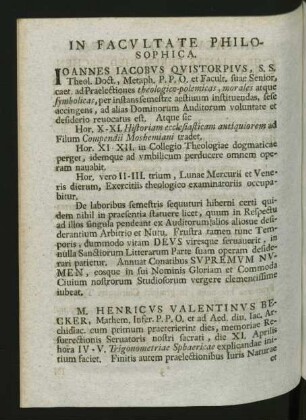 IN FACVLTATE PHILO-
SOPHICA.
IOANNES IACOBVS QVISTORPIVS, S. S.
Theol. Doct., Metaph. P. P. O. et Facult. suae Senior,
caet. ad Praelectiones theologico-polemicas, morales atque
symbolicas, per instans semestre aestiuum instituendas, sese
accingens, ad alias Dominorum Auditorum voluntate et
desiderio reuocatus est. Atque sic
Hor. X-XI. Historiam ecclesiasticam antiquiorem ad
Filum Compendii Moshemiani tradet,
Hor. XI-XII. in Collegio Theologiae dogmaticae
perget, idemque ad vmbilicum perducere omnem ope-
ram nauabit.
Hor. vero II-III. trium, Lunae Mercurii et Vene-
ris dierum, Exercitiis theologico examinatoriis occupa-
bitur.
De laboribus semestris sequuturi hiberni certi qui-
dem nihil in praesentia statuere licet, quum in Respectu
ad illos singula pendeant ex Auditorum alios aliosue desi-
derantium Arbitrio et Nutu. Frustra tamen nunc Tem-
poris, dummodo vitam DEVS viresque seruauerit, in
nulla Sanctiorum Litterarum Parte suam operam deside-
rari patietur. Annuat Conatibus SVPREMVM NV-
MEN, eosque in sui Nominis Gloriam et Commoda
Ciuium nostrorum Studiosorum vergere clementissime
iubeat.
M. HENRICVS VALENTINVS BE-
CKER, Mathem. Infer. P. P. O. et ad Aed. diu. Iac. Ar-
chidiac. cum primum praeterierint dies, memoriae Re-
surrectionis Seruatoris nostri sacrati, die XI. Aprilis
hora IV-V. Trigonometriae Sphaericae explicandae ini-
tium faciet. Finitis autem praelectionibus Iuris Naturae
et